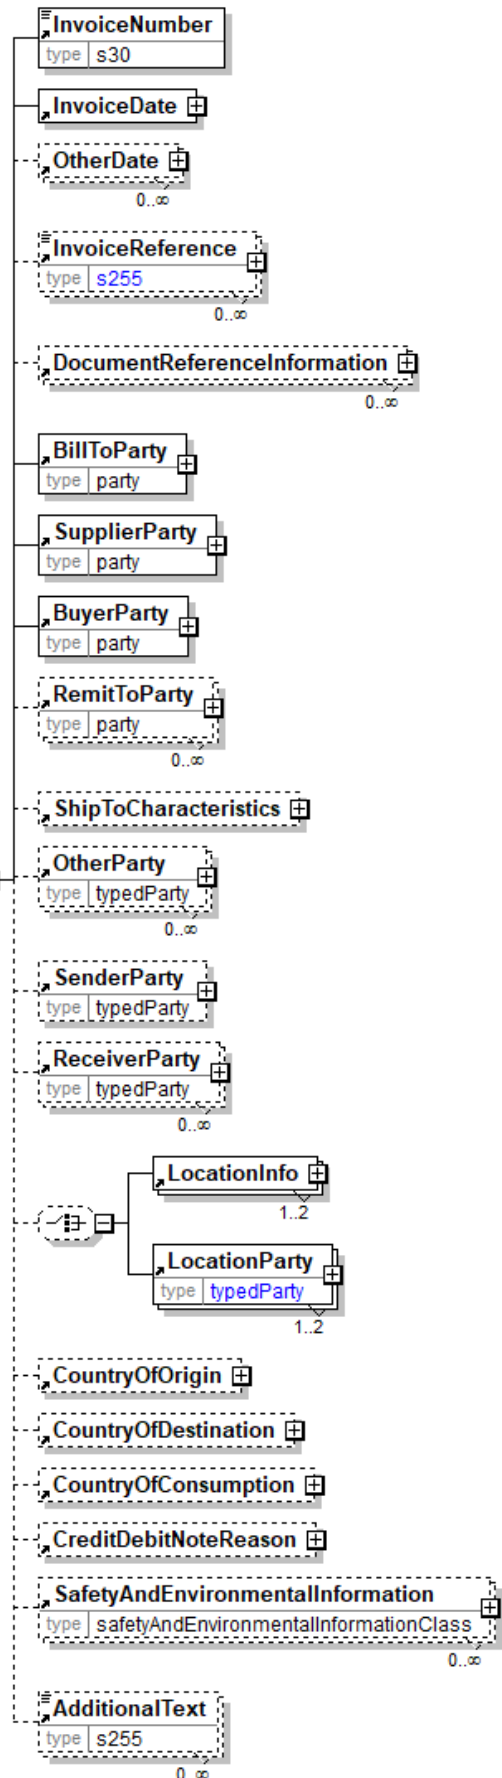 InvoiceNumber
type s30
InvoiceDate
OtherDate
0..∞
InvoiceReference
type s255
0..∞
DocumentReferenceInformation
0..∞
BillToParty
type party
SupplierParty
type party
BuyerParty
type party
RemitToParty
type party
0..∞
ShipToCharacteristics
OtherParty
type typedParty
0..∞
SenderParty
type typedParty
ReceiverParty
type typedParty
0..∞
LocationInfo
1..2
LocationParty
type typedParty
1..2
CountryOfOrigin
CountryOfDestination
CountryOfConsumption
CreditDebitNoteReason
SafetyAndEnvironmentalInformation
type safetyAndEnvironmentalInformationClass
0..∞
AdditionalText
type s255
0..∞